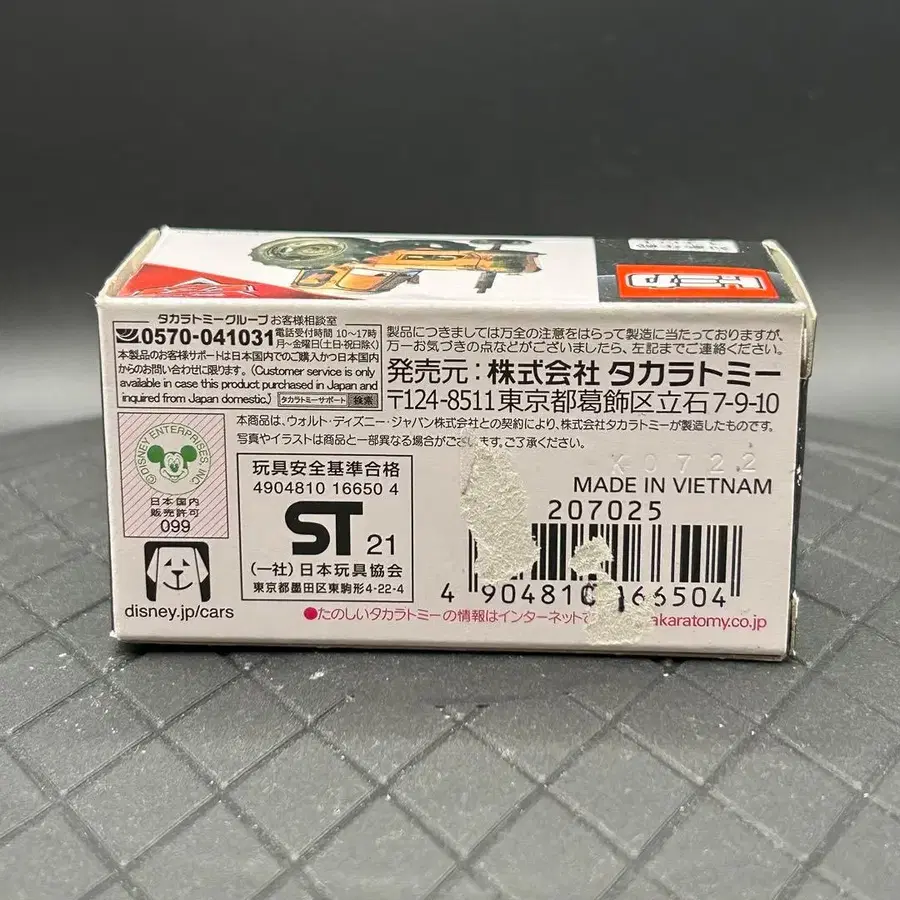 タカラトミーグループ お客様相談室
0570-041031 電話受付時間 10〜17時
月〜金曜日(土・日・祝日除く)
本製品のお客様サポートは日本国内でのご購入かつ日本国内
からのお問い合わせに限ります。(Customer service is only
available in case this product purchased in Japan and
inquired from Japan domestic.) タカラトミーサポート 検索
製品につきましては万全の注意をはらって製造に当たっておりますが、
万一お気づきの点などがございましたら、左記までご連絡ください。
発売元:株式会社 タカラトミー
〒124-8511 東京都葛飾区立石7-9-10
本商品は、ウォルト・ディズニー・ジャパン株式会社との契約により、株式会社タカラトミーが製造したものです。
写真やイラストは商品と一部異なる場合がございます。ご了承ください。
©DISNEY ENTERPRISES, INC.
日本国内
販売許可
099
disney.jp/cars
玩具安全基準合格
4904810 16650 4
ST 21
(一社)日本玩具協会
東京都墨田区東駒形4-22-4
K0722
MADE IN VIETNAM
207025
4 904810 166504
●たのしいタカラトミーの情報はインターネットで akaratomy.co.jp